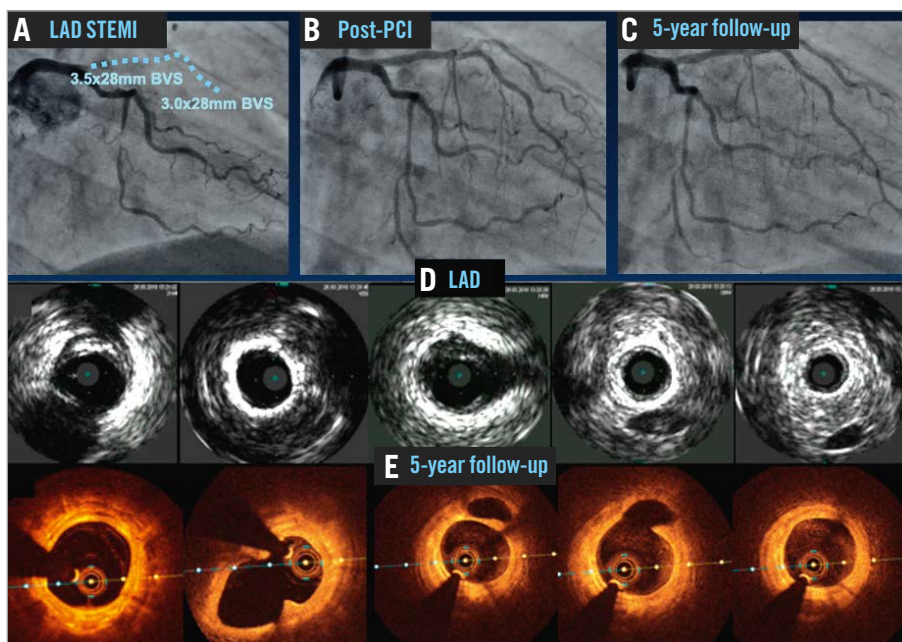 A LAD STEMI
3.5x28mm BVS
3.0x28mm BVS
B Post-PCI
C 5-year follow-up
D LAD
E 5-year follow-up